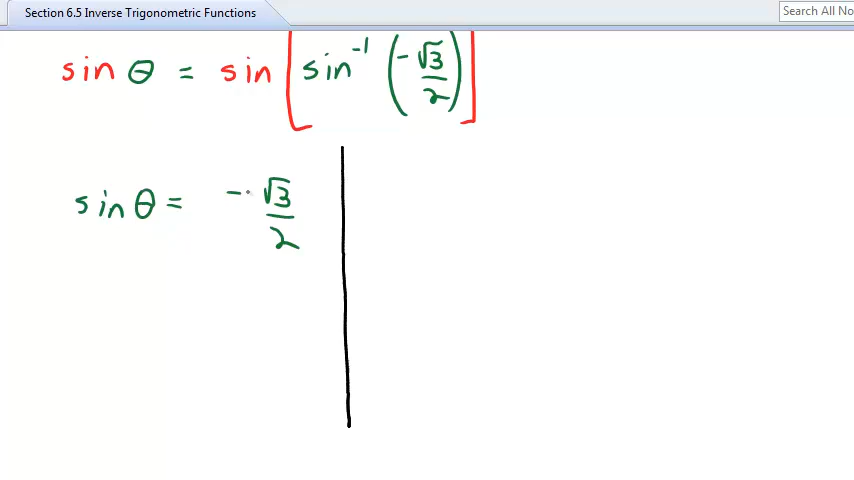 Section 6.5 Inverse Trigonometric Functions
Search All No
sin θ = sin [sin⁻¹ (-√3/2)]
sin θ = -√3/2